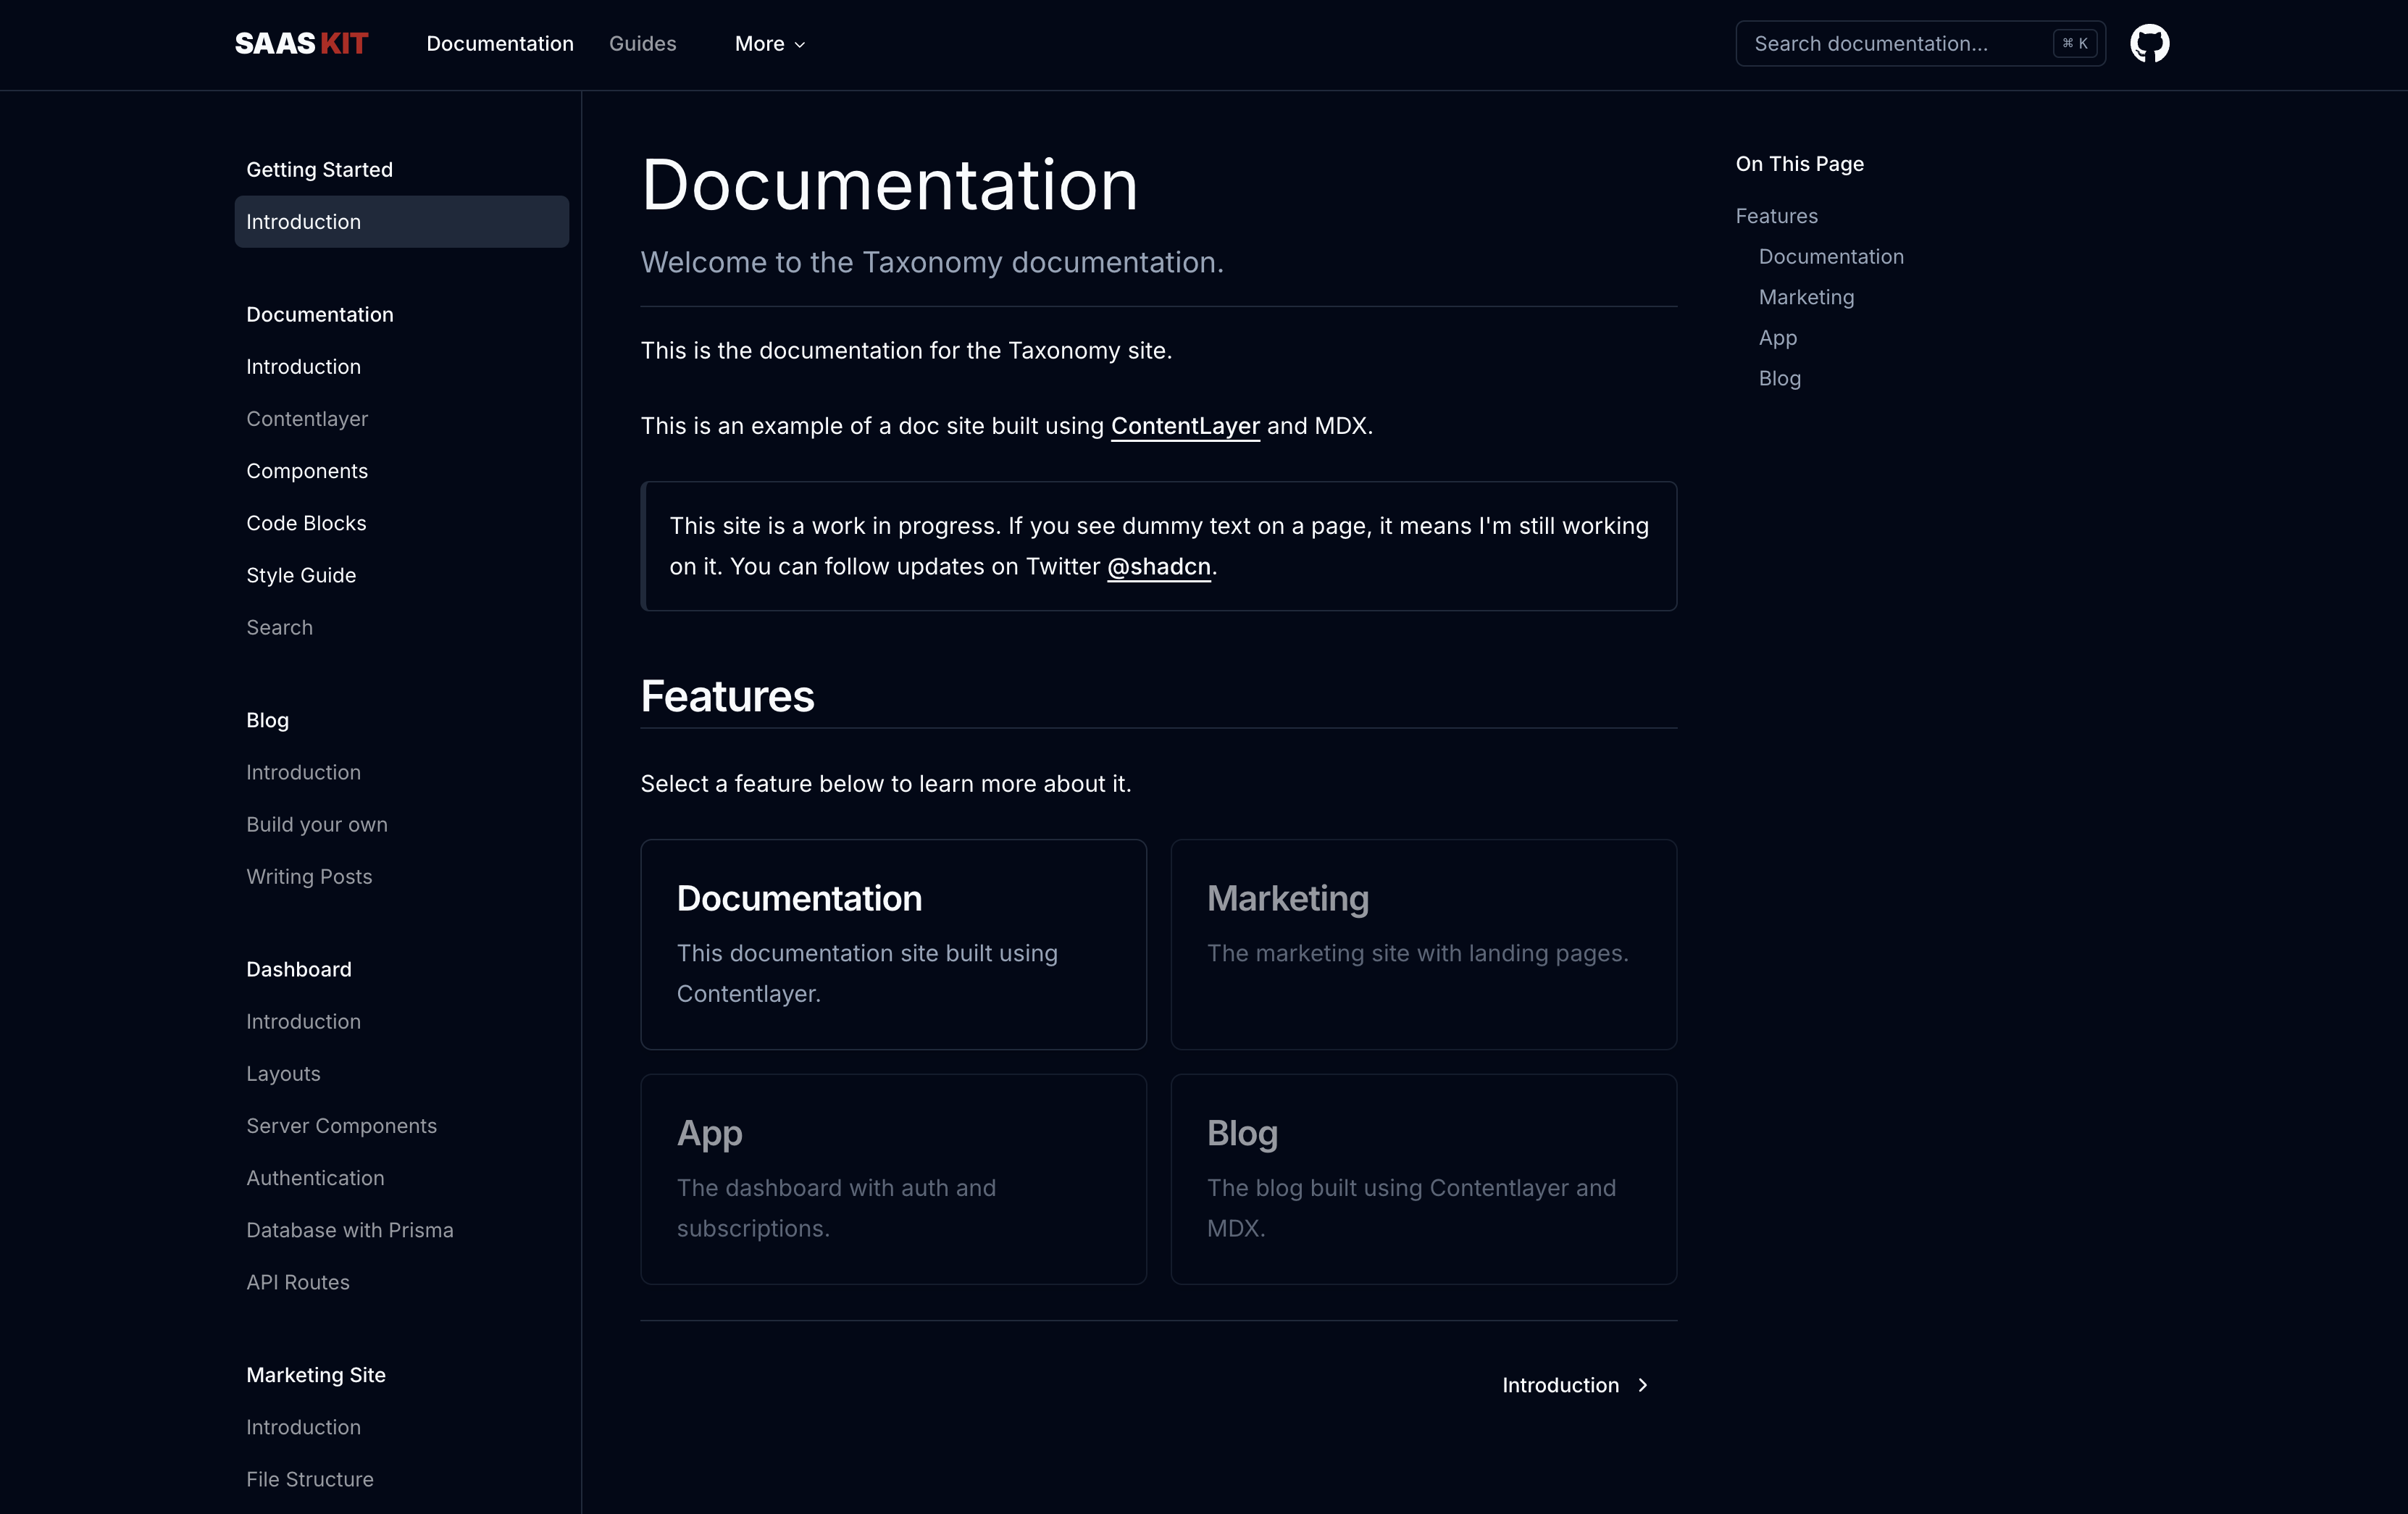 SAAS KIT
Documentation
Guides
More
Search documentation...
⌘ K
Getting Started
Introduction
Documentation
Introduction
Contentlayer
Components
Code Blocks
Style Guide
Search
Blog
Introduction
Build your own
Writing Posts
Dashboard
Introduction
Layouts
Server Components
Authentication
Database with Prisma
API Routes
Marketing Site
Introduction
File Structure
Documentation
Welcome to the Taxonomy documentation.
This is the documentation for the Taxonomy site.
This is an example of a doc site built using ContentLayer and MDX.
This site is a work in progress. If you see dummy text on a page, it means I'm still working
on it. You can follow updates on Twitter @shadcn.
Features
Select a feature below to learn more about it.
Documentation
This documentation site built using
Contentlayer.
Marketing
The marketing site with landing pages.
App
The dashboard with auth and
subscriptions.
Blog
The blog built using Contentlayer and
MDX.
Introduction
On This Page
Features
Documentation
Marketing
App
Blog